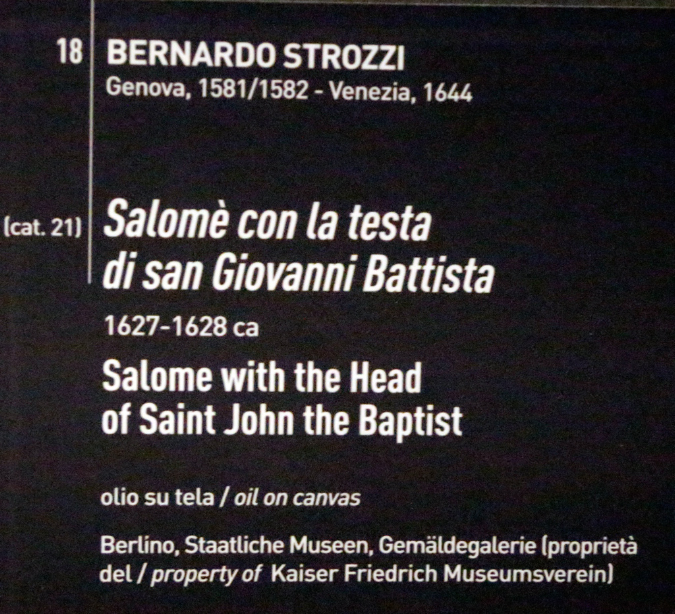 18 BERNARDO STROZZI
Genova, 1581/1582 - Venezia, 1644
(cat. 21) Salomè con la testa
di san Giovanni Battista
1627-1628 ca
Salome with the Head
of Saint John the Baptist
olio su tela / oil on canvas
Berlino, Staatliche Museen, Gemäldegalerie (proprietà
del / property of Kaiser Friedrich Museumsverein)